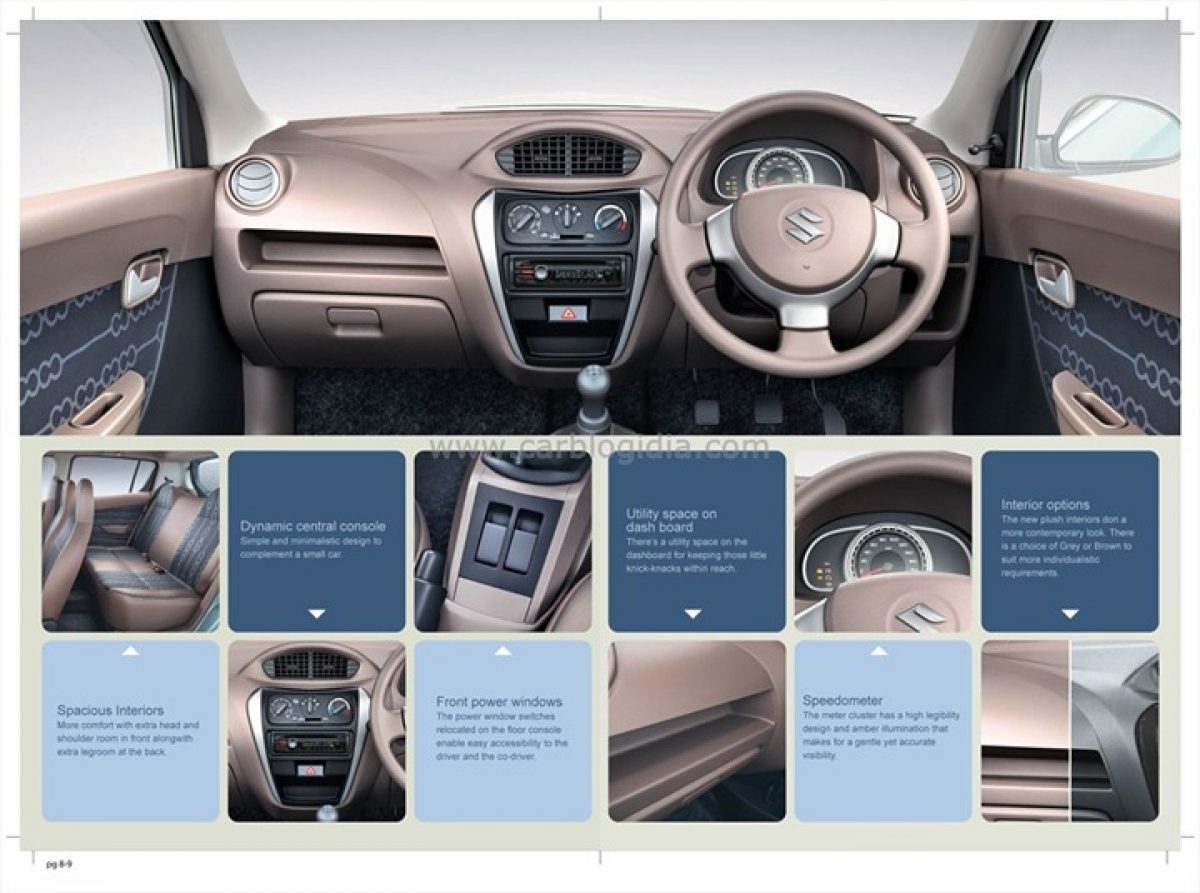 www.carblogidia.com
Dynamic central console
Simple and minimalistic design to
complement a small car.
Utility space on
dash board
There's a utility space on the
dashboard for keeping those little
knick-knacks within reach.
Interior options
The new plush interiors don a
more contemporary look. There
is a choice of Grey or Brown to
suit more individualistic
requirements.
Spacious Interiors
More comfort with extra head and
shoulder room in front alongwith
extra legroom at the back.
Front power windows
The power window switches
relocated on the floor console
enable easy accessibility to the
driver and the co-driver.
Speedometer
The meter cluster has a high legibility
design and amber illumination that
makes for a gentle yet accurate
visibility.
pg 8-9